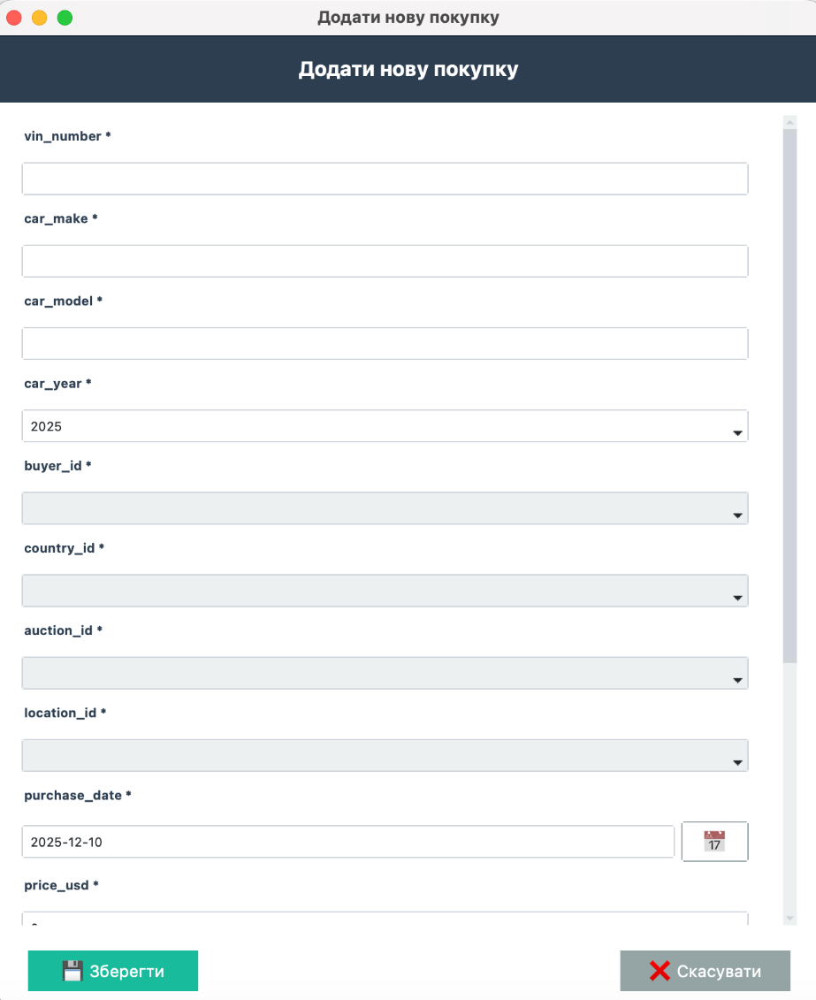 Додати нову покупку
Додати нову покупку
vin_number *
car_make *
car_model *
car_year *
2025
buyer_id *
country_id *
auction_id *
location_id *
purchase_date *
2025-12-10
17
price_usd *
Зберегти
Скасувати